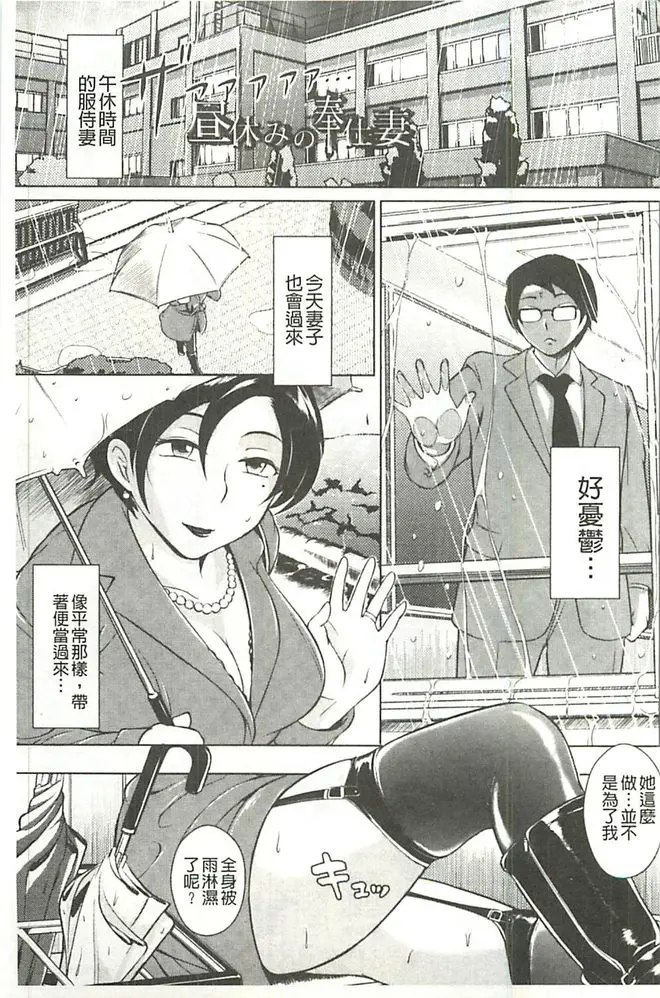 午休時間
的服侍妻
ザアアアアア…
昼休みの奉仕妻
今天妻子
也會過來
好憂鬱…
像平常那樣，帶
著便當過來…
她這麼
做…並不
是為了我
全身被
雨淋濕
了呢？
キュッ